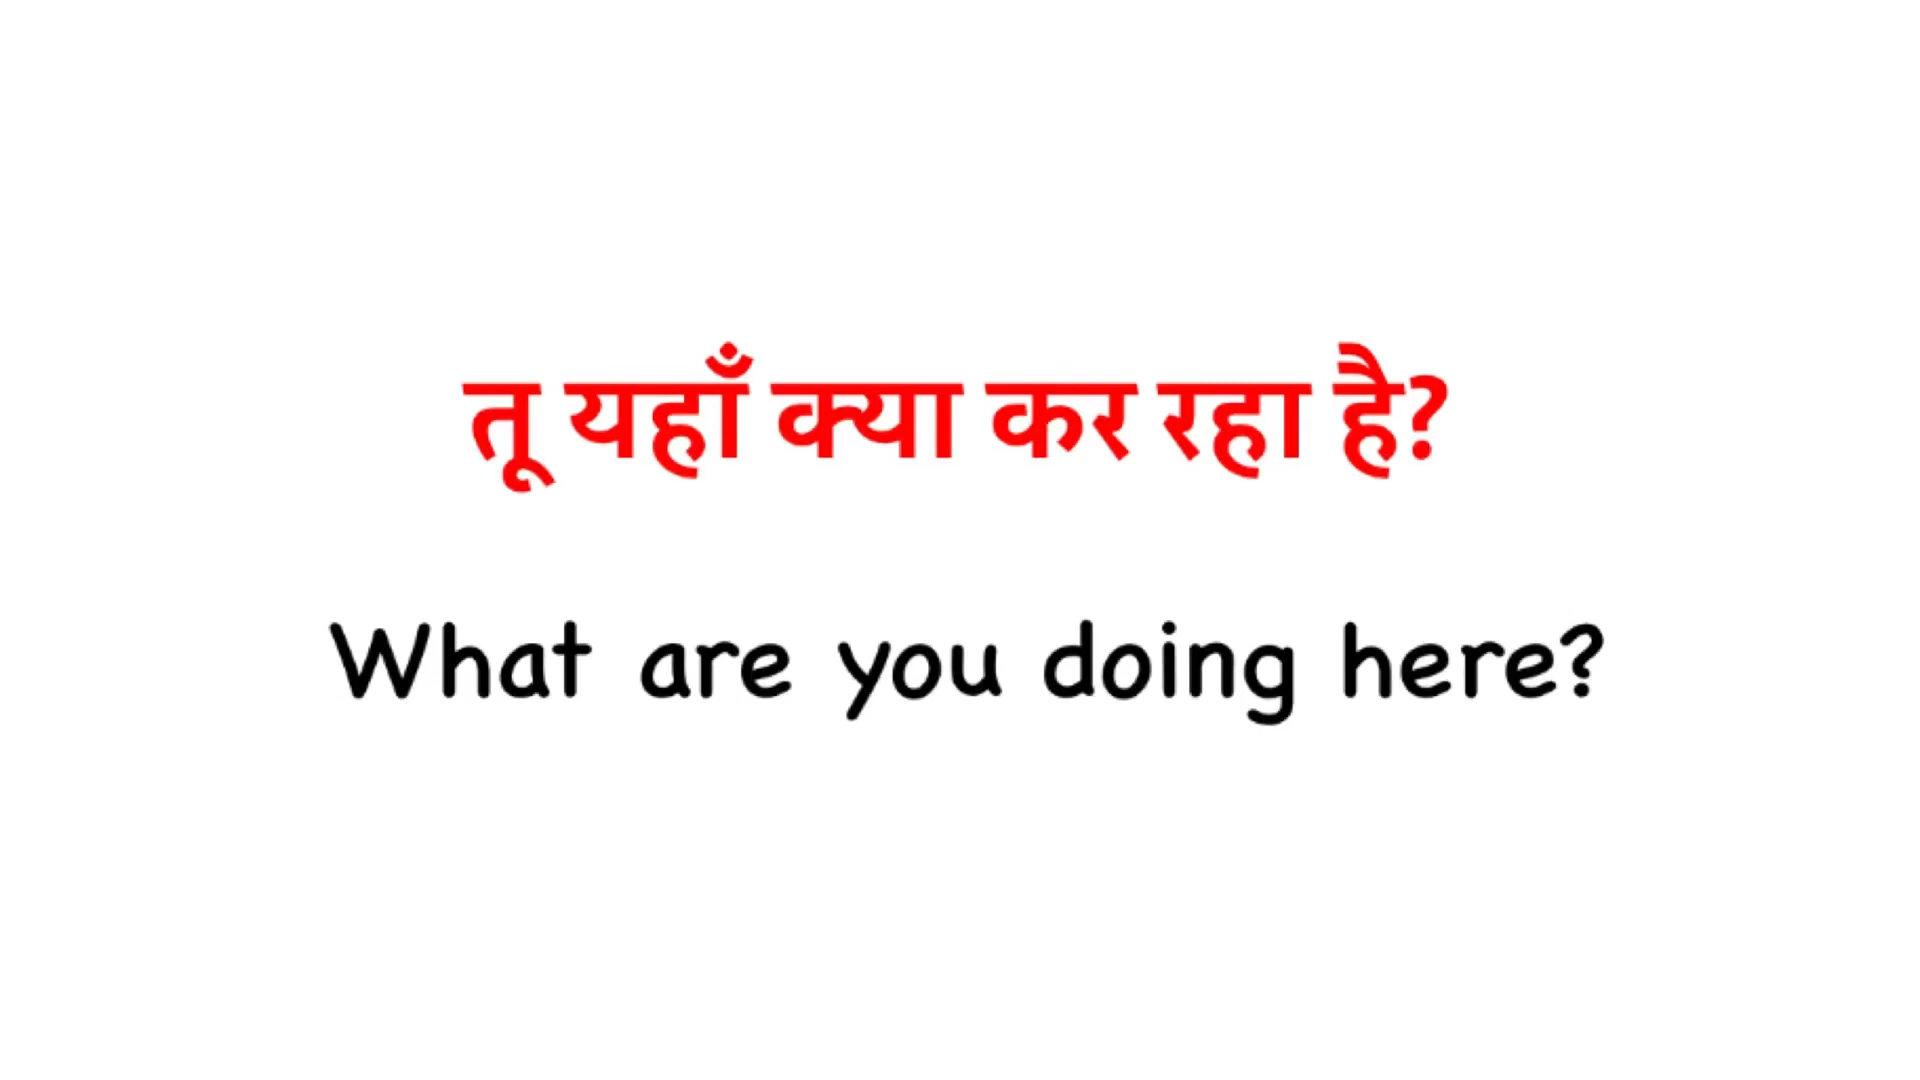 तू यहाँ क्या कर रहा है?
What are you doing here?